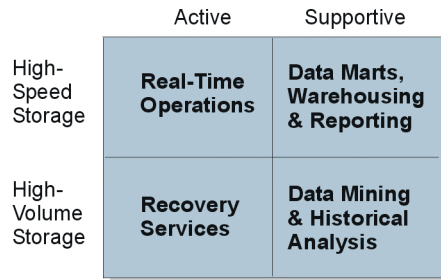 Active
Supportive
High-
Speed
Storage
Real-Time
Operations
Data Marts,
Warehousing
& Reporting
High-
Volume
Storage
Recovery
Services
Data Mining
& Historical
Analysis